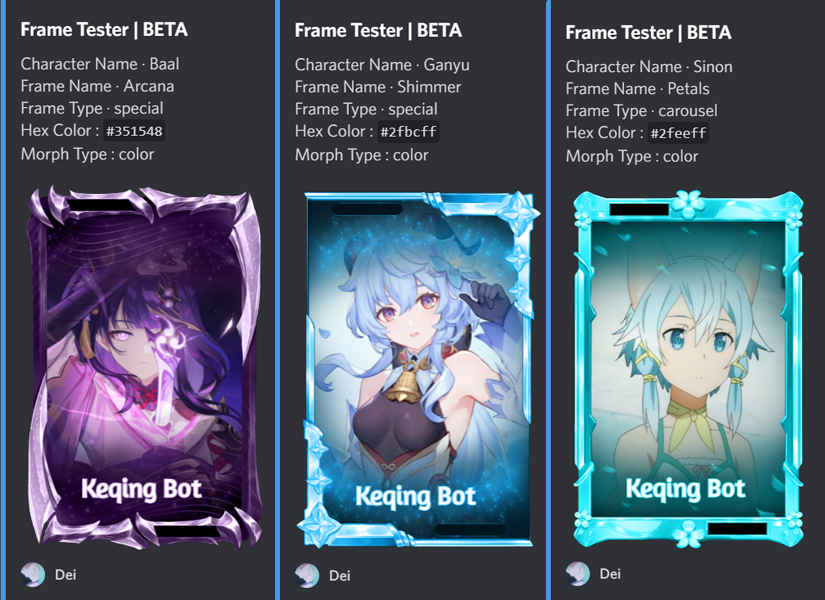 Frame Tester | BETA
Character Name · Baal
Frame Name · Arcana
Frame Type · special
Hex Color : #351548
Morph Type : color
Keqing Bot
Dei
Frame Tester | BETA
Character Name · Ganyu
Frame Name · Shimmer
Frame Type · special
Hex Color : #2fbcff
Morph Type : color
Keqing Bot
Dei
Frame Tester | BETA
Character Name · Sinon
Frame Name · Petals
Frame Type · carousel
Hex Color : #2feeff
Morph Type : color
Keqing Bot
Dei